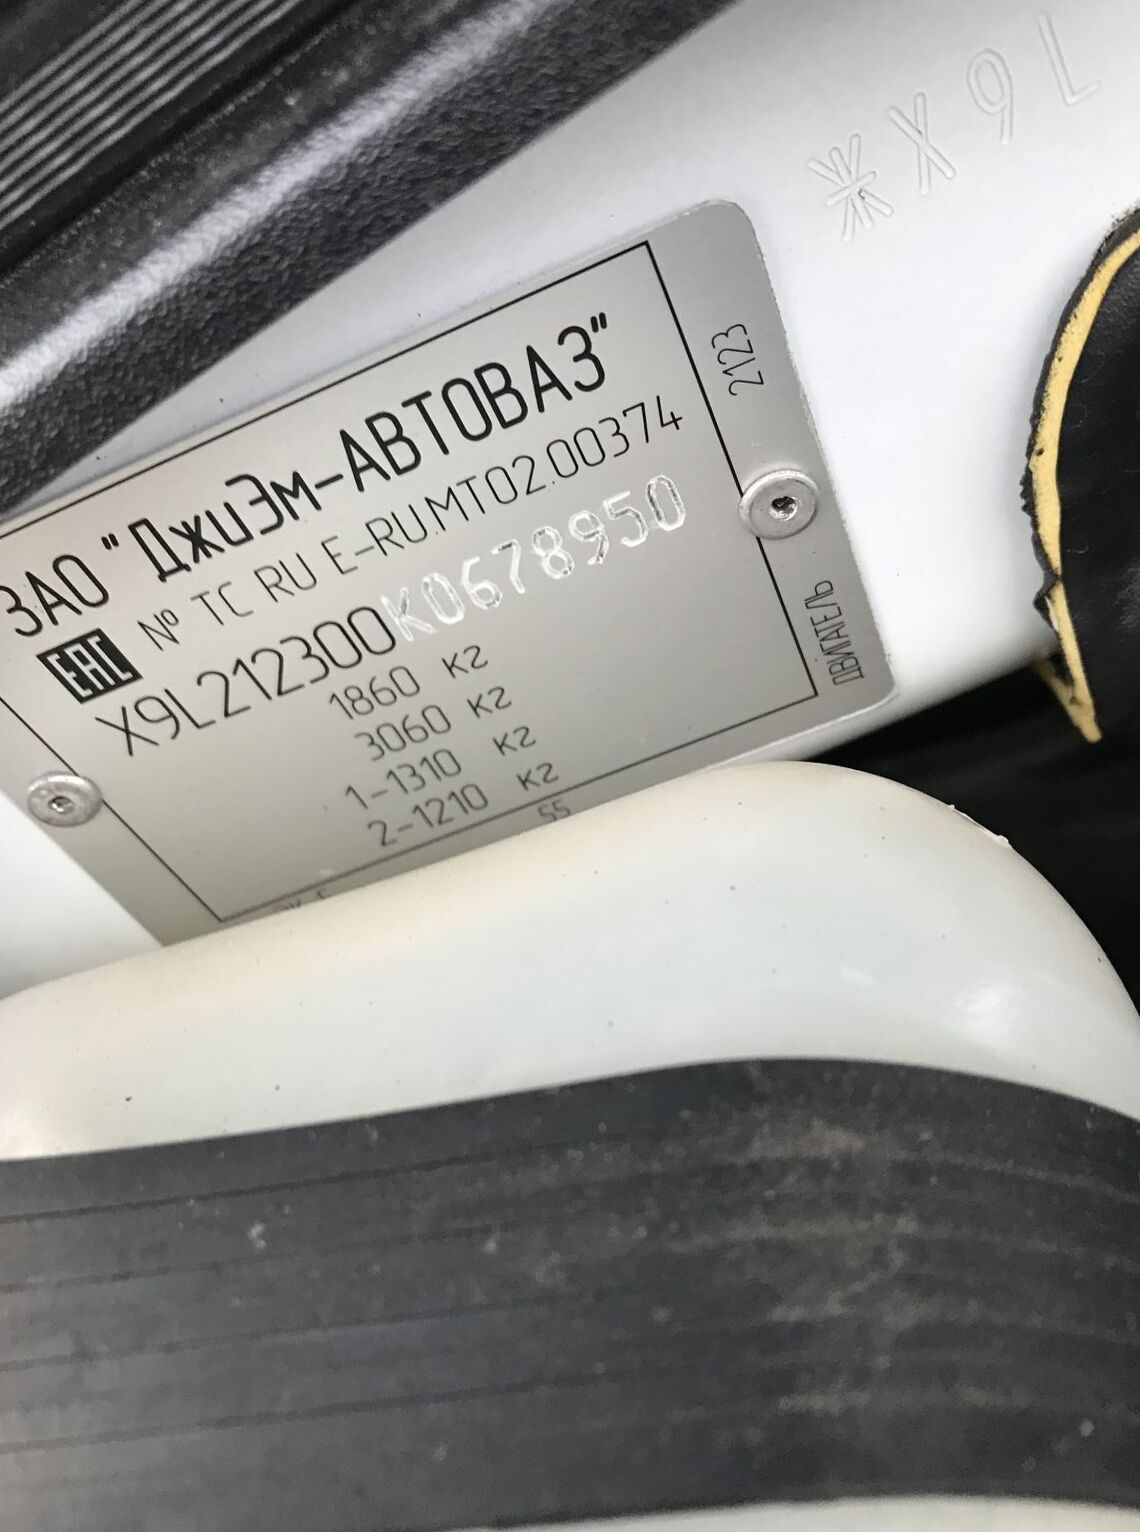 Ж X9L
ЗАО "ДжиЭм-АВТОВАЗ"
EAC № ТС RU E-RU.MT02.00374
X9L212300K0678950
1860 кг
3060 кг
1-1310 кг
2-1210 кг
2123
ДВИГАТЕЛЬ
55